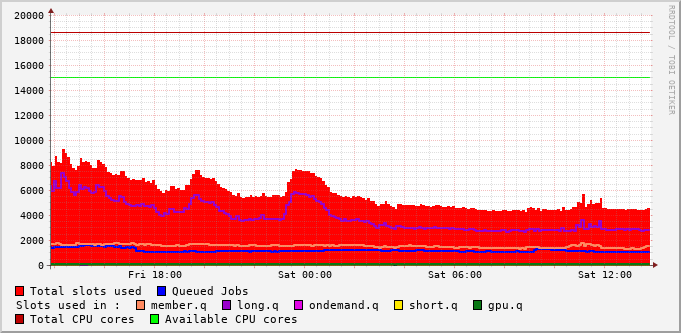 RRDTOOL / TOBI OETIKER
20000
18000
16000
14000
12000
10000
8000
6000
4000
2000
0
Fri 18:00 Sat 00:00 Sat 06:00 Sat 12:00
Total slots used Queued Jobs
Slots used in : member.q long.q ondemand.q short.q gpu.q
Total CPU cores Available CPU cores